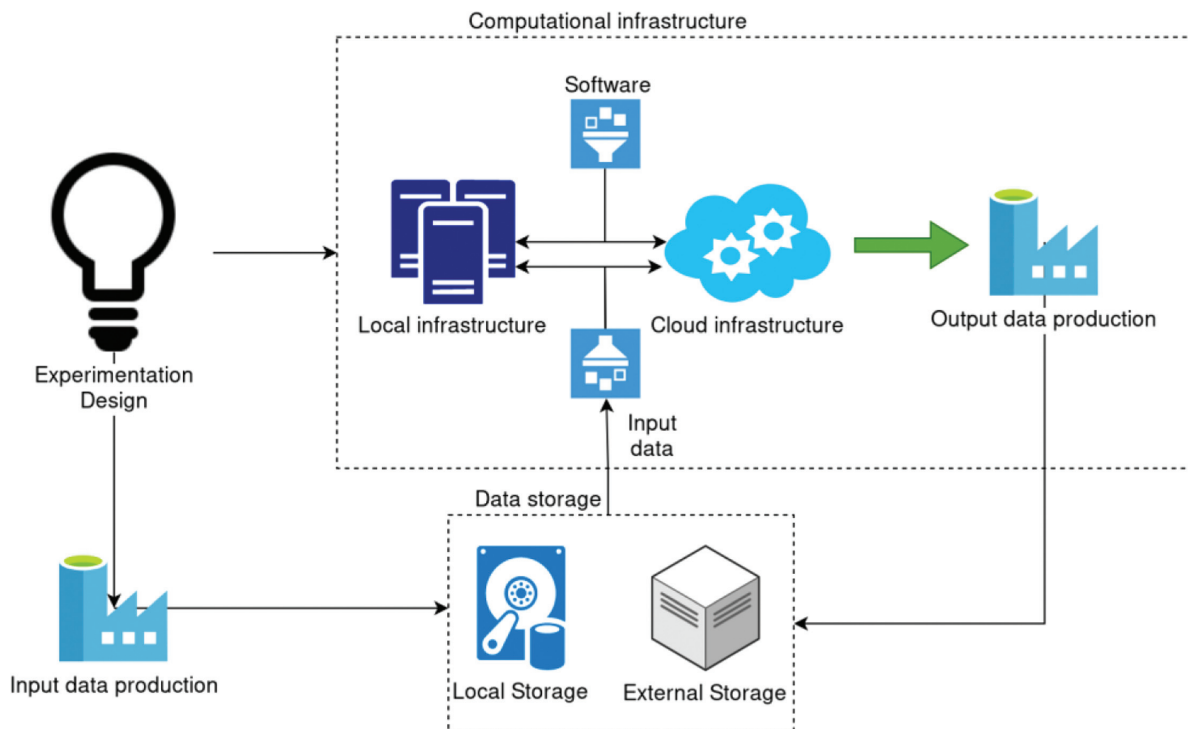 Computational infrastructure
Software
Local infrastructure
Cloud infrastructure
Output data production
Experimentation
Design
Input
data
Data storage
Input data production
Local Storage
External Storage